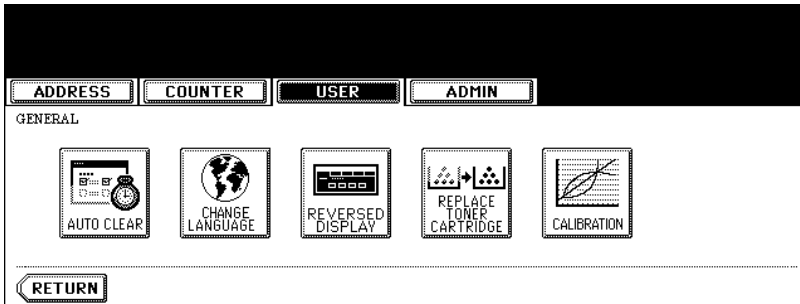 ADDRESS COUNTER USER ADMIN
GENERAL
AUTO CLEAR
CHANGE
LANGUAGE
REVERSED
DISPLAY
REPLACE
TONER
CARTRIDGE
CALIBRATION
RETURN